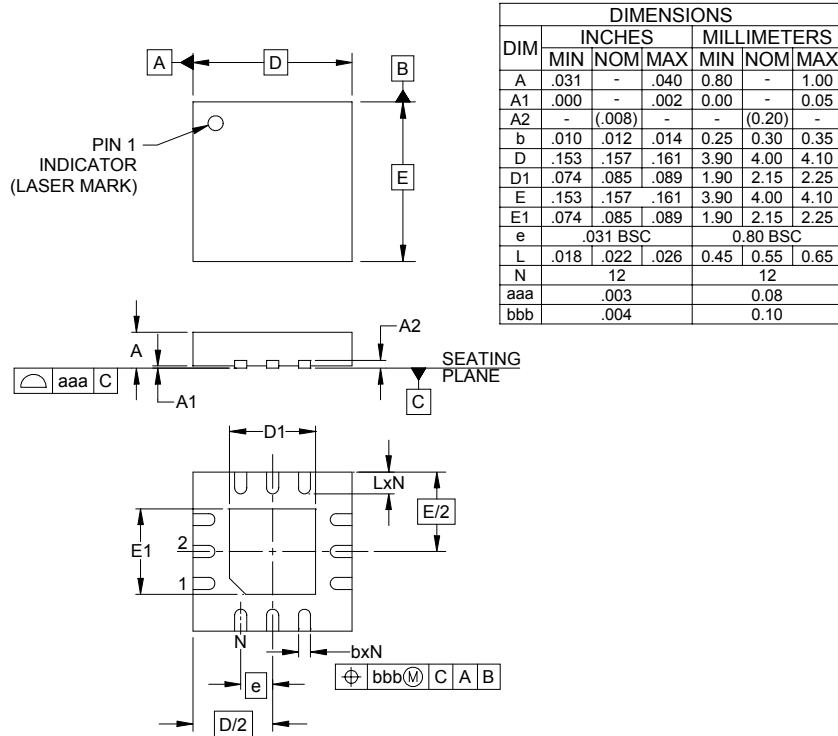 A
D
B
PIN 1
INDICATOR
(LASER MARK)
E
DIMENSIONS
DIM INCHES MILLIMETERS
MIN NOM MAX MIN NOM MAX
A .031 - .040 0.80 - 1.00
A1 .000 - .002 0.00 - 0.05
A2 - (.008) - - (0.20) -
b .010 .012 .014 0.25 0.30 0.35
D .153 .157 .161 3.90 4.00 4.10
D1 .074 .085 .089 1.90 2.15 2.25
E .153 .157 .161 3.90 4.00 4.10
E1 .074 .085 .089 1.90 2.15 2.25
e .031 BSC 0.80 BSC
L .018 .022 .026 0.45 0.55 0.65
N 12 12
aaa .003 0.08
bbb .004 0.10
A
A2
SEATING
PLANE
aaa C
A1
C
D1
LxN
E/2
E1
2
1
N
bxN
e
bbb Ⓜ C A B
D/2